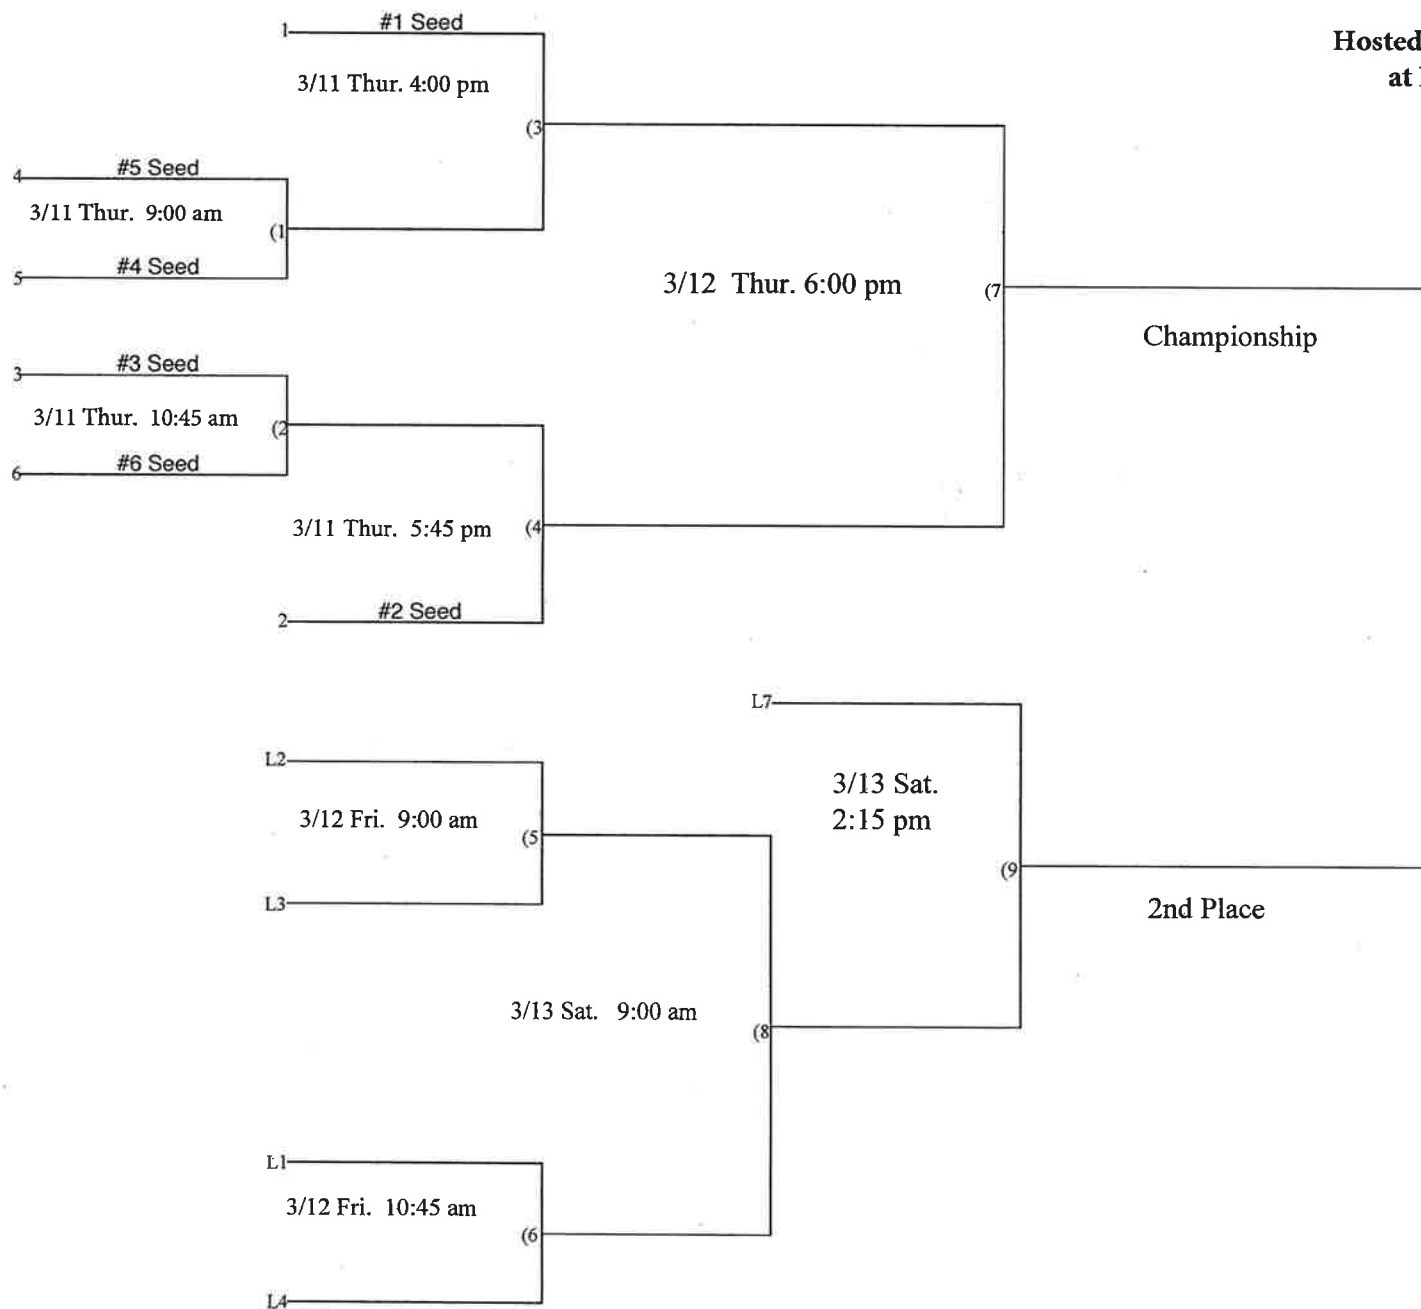 Hosted
at
1 #1 Seed
3/11 Thur. 4:00 pm
(3
4 #5 Seed
3/11 Thur. 9:00 am
(1
5 #4 Seed
3/12 Thur. 6:00 pm
(7
Championship
3 #3 Seed
3/11 Thur. 10:45 am
(2
6 #6 Seed
3/11 Thur. 5:45 pm
(4
2 #2 Seed
L7
L2
3/13 Sat.
2:15 pm
3/12 Fri. 9:00 am
(5
(9
L3
2nd Place
3/13 Sat. 9:00 am
(8
L1
3/12 Fri. 10:45 am
(6
L4